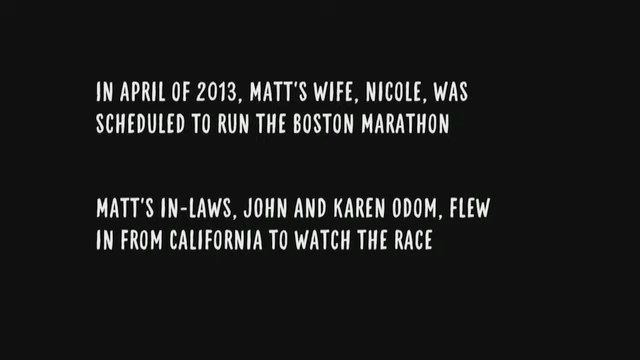 IN APRIL OF 2013, MATT'S WIFE, NICOLE, WAS
SCHEDULED TO RUN THE BOSTON MARATHON
MATT'S IN-LAWS, JOHN AND KAREN ODOM, FLEW
IN FROM CALIFORNIA TO WATCH THE RACE